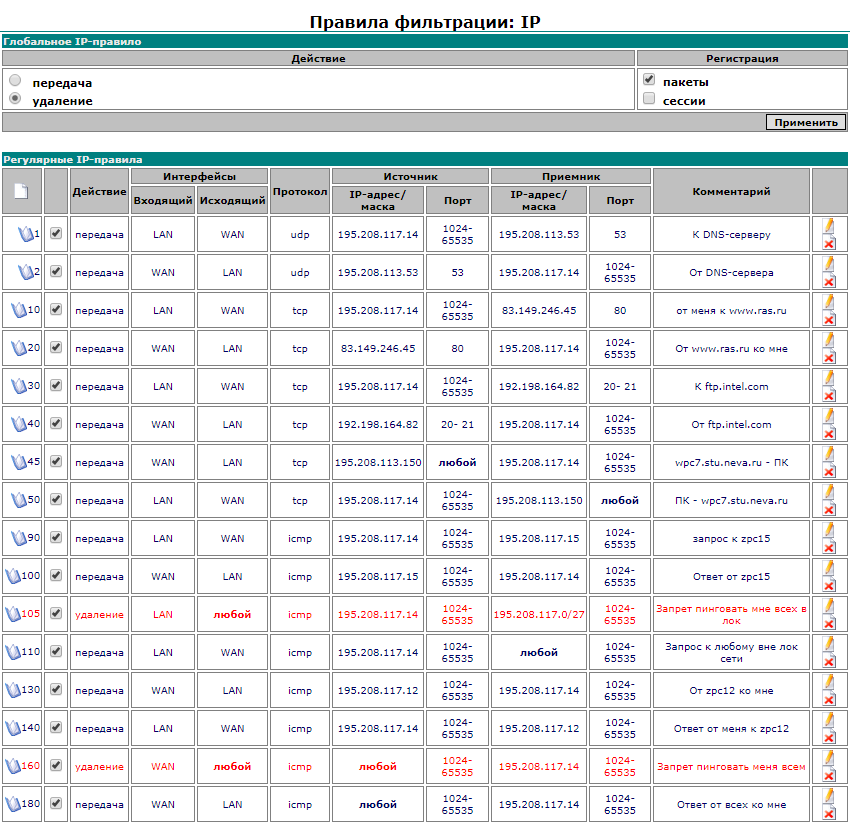 Правила фильтрации: IP
Глобальное IP-правило
Действие Регистрация
передача пакеты
удаление сессии
Применить
Регулярные IP-правила
Действие Интерфейсы Протокол Источник Приемник Комментарий
Входящий Исходящий IP-адрес/маска Порт IP-адрес/маска Порт
1 передача LAN WAN udp 195.208.117.14 1024-65535 195.208.113.53 53 К DNS-серверу
2 передача WAN LAN udp 195.208.113.53 53 195.208.117.14 1024-65535 От DNS-сервера
10 передача LAN WAN tcp 195.208.117.14 1024-65535 83.149.246.45 80 от меня к www.ras.ru
20 передача WAN LAN tcp 83.149.246.45 80 195.208.117.14 1024-65535 От www.ras.ru ко мне
30 передача LAN WAN tcp 195.208.117.14 1024-65535 192.198.164.82 20- 21 К ftp.intel.com
40 передача WAN LAN tcp 192.198.164.82 20- 21 195.208.117.14 1024-65535 От ftp.intel.com
45 передача WAN LAN tcp 195.208.113.150 любой 195.208.117.14 1024-65535 wpc7.stu.neva.ru - ПК
50 передача LAN WAN tcp 195.208.117.14 1024-65535 195.208.113.150 любой ПК - wpc7.stu.neva.ru
90 передача LAN WAN icmp 195.208.117.14 1024-65535 195.208.117.15 1024-65535 запрос к zpc15
100 передача WAN LAN icmp 195.208.117.15 1024-65535 195.208.117.14 1024-65535 Ответ от zpc15
105 удаление LAN любой icmp 195.208.117.14 1024-65535 195.208.117.0/27 1024-65535 Запрет пинговать мне всех в лок
110 передача LAN WAN icmp 195.208.117.14 1024-65535 любой 1024-65535 Запрос к любому вне лок сети
130 передача WAN LAN icmp 195.208.117.12 1024-65535 195.208.117.14 1024-65535 От zpc12 ко мне
140 передача LAN WAN icmp 195.208.117.14 1024-65535 195.208.117.12 1024-65535 Ответ от меня к zpc12
160 удаление WAN любой icmp любой 1024-65535 195.208.117.14 1024-65535 Запрет пинговать меня всем
180 передача WAN LAN icmp любой 1024-65535 195.208.117.14 1024-65535 Ответ от всех ко мне